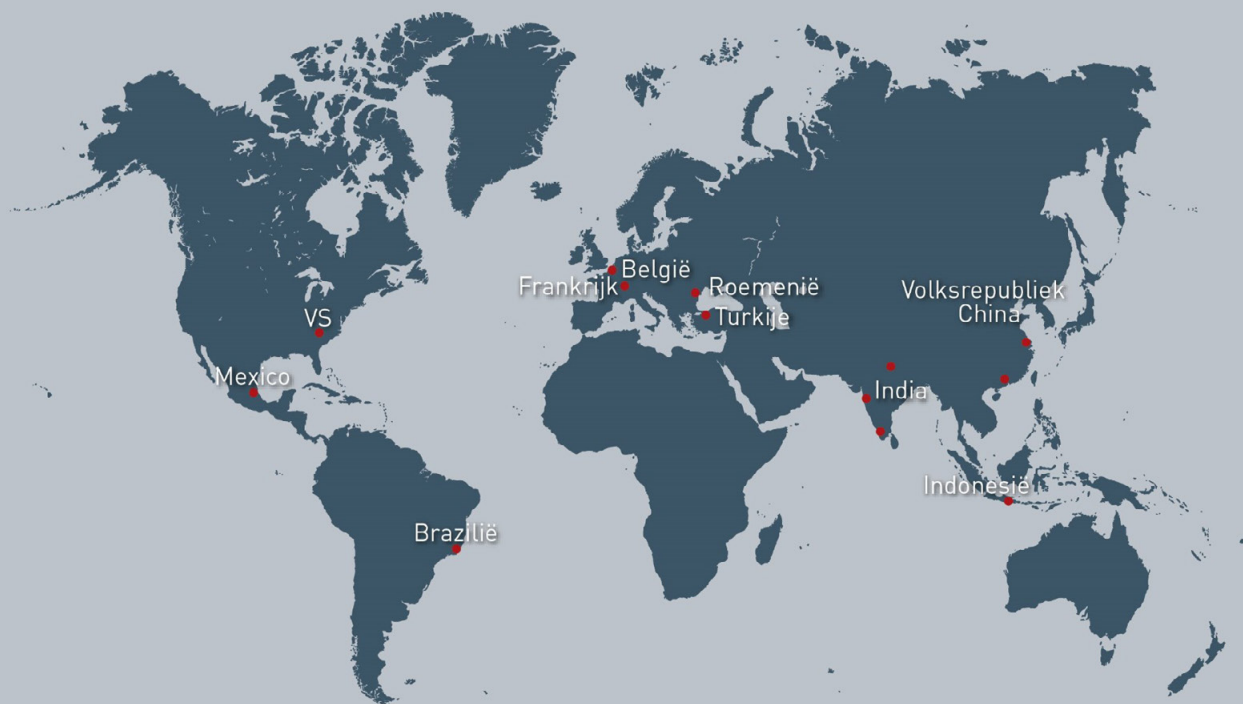 België
Frankrijk
Roemenië
Turkije
Volksrepubliek
China
VS
Mexico
India
Indonesië
Brazilië